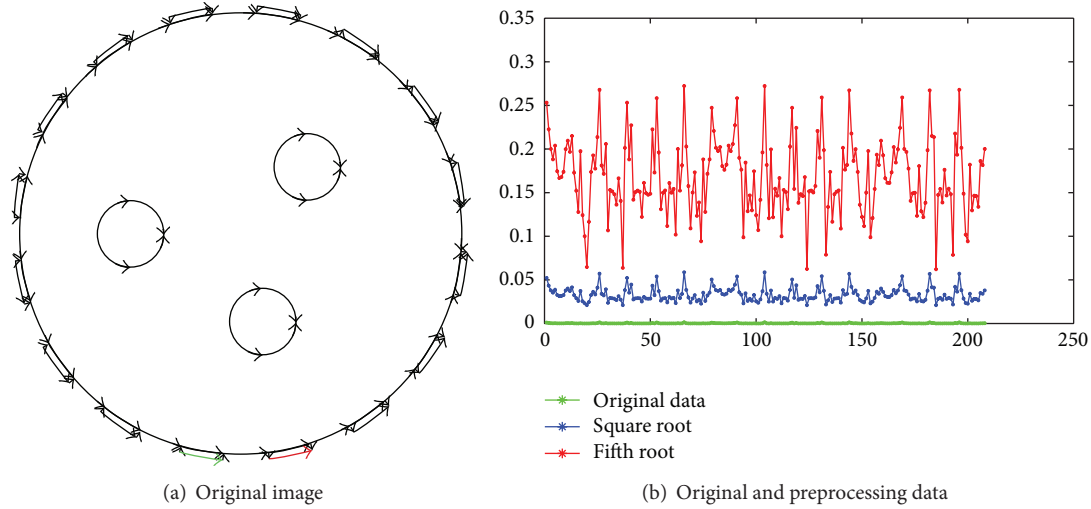 0.35
0.3
0.25
0.2
0.15
0.1
0.05
0
0 50 100 150 200 250
Original data
Square root
Fifth root
(a) Original image
(b) Original and preprocessing data